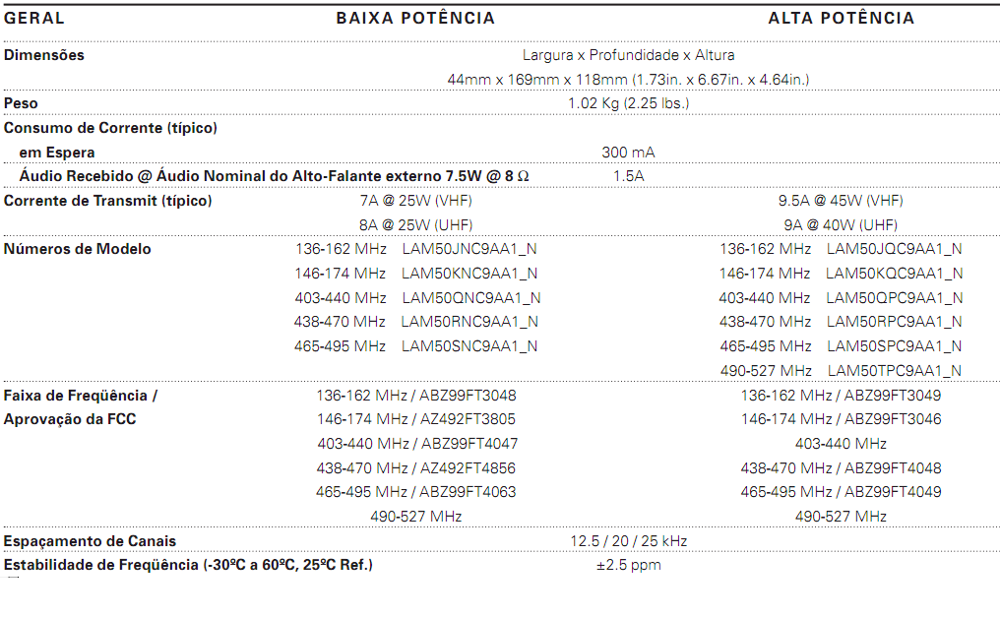 GERAL BAIXA POTÊNCIA ALTA POTÊNCIA
Dimensões Largura x Profundidade x Altura
44mm x 169mm x 118mm (1.73in. x 6.67in. x 4.64in.)
Peso 1.02 Kg (2.25 lbs.)
Consumo de Corrente (típico)
em Espera 300 mA
Áudio Recebido @ Áudio Nominal do Alto-Falante externo 7.5W @ 8 Ω 1.5A
Corrente de Transmit (típico) 7A @ 25W (VHF) 9.5A @ 45W (VHF)
8A @ 25W (UHF) 9A @ 40W (UHF)
Números de Modelo 136-162 MHz LAM50JNC9AA1_N 136-162 MHz LAM50JQC9AA1_N
146-174 MHz LAM50KNC9AA1_N 146-174 MHz LAM50KQC9AA1_N
403-440 MHz LAM50QNC9AA1_N 403-440 MHz LAM50QPC9AA1_N
438-470 MHz LAM50RNC9AA1_N 438-470 MHz LAM50RPC9AA1_N
465-495 MHz LAM50SNC9AA1_N 465-495 MHz LAM50SPC9AA1_N
490-527 MHz LAM50TPC9AA1_N
Faixa de Freqüência / 136-162 MHz / ABZ99FT3048 136-162 MHz / ABZ99FT3049
Aprovação da FCC 146-174 MHz / AZ492FT3805 146-174 MHz / ABZ99FT3046
403-440 MHz / ABZ99FT4047 403-440 MHz
438-470 MHz / AZ492FT4856 438-470 MHz / ABZ99FT4048
465-495 MHz / ABZ99FT4063 465-495 MHz / ABZ99FT4049
490-527 MHz 490-527 MHz
Espaçamento de Canais 12.5 / 20 / 25 kHz
Estabilidade de Freqüência (-30ºC a 60ºC, 25ºC Ref.) ±2.5 ppm